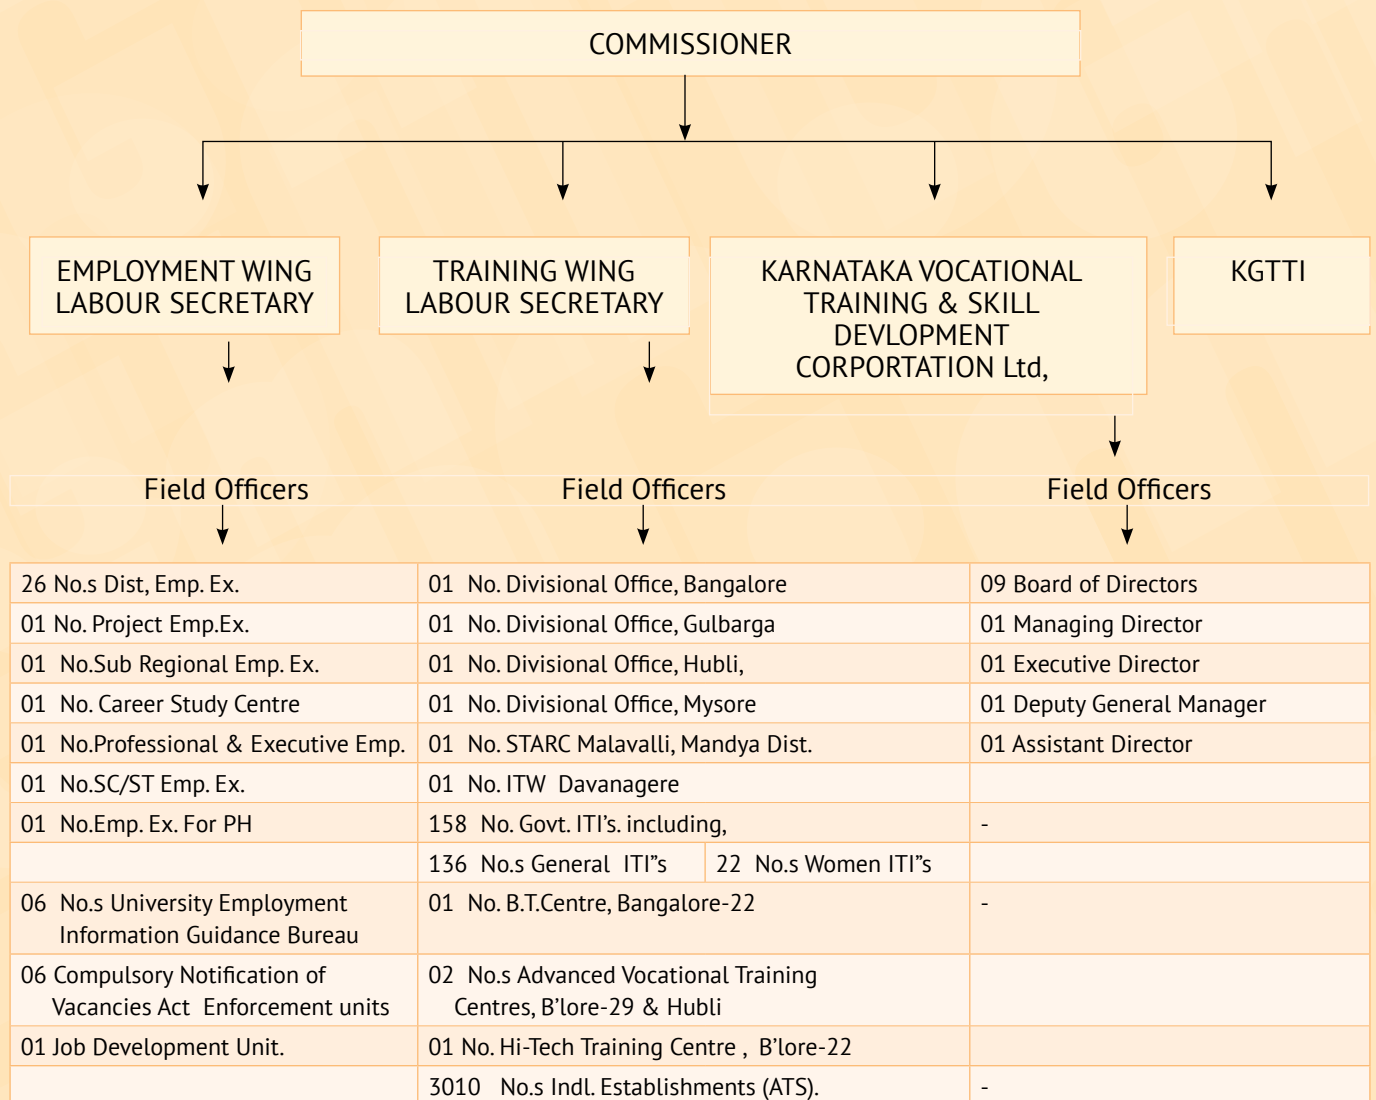 COMMISSIONER
EMPLOYMENT WING
LABOUR SECRETARY
TRAINING WING
LABOUR SECRETARY
KARNATAKA VOCATIONAL
TRAINING & SKILL
DEVLOPMENT
CORPORTATION Ltd,
KGTTI
Field Officers
Field Officers
Field Officers
26 No.s Dist, Emp. Ex.
01 No. Divisional Office, Bangalore
09 Board of Directors
01 No. Project Emp.Ex.
01 No. Divisional Office, Gulbarga
01 Managing Director
01 No.Sub Regional Emp. Ex.
01 No. Divisional Office, Hubli,
01 Executive Director
01 No. Career Study Centre
01 No. Divisional Office, Mysore
01 Deputy General Manager
01 No.Professional & Executive Emp.
01 No. STARC Malavalli, Mandya Dist.
01 Assistant Director
01 No.SC/ST Emp. Ex.
01 No. ITW Davanagere
01 No.Emp. Ex. For PH
158 No. Govt. ITI’s. including,
-
136 No.s General ITI”s
22 No.s Women ITI”s
06 No.s University Employment
Information Guidance Bureau
01 No. B.T.Centre, Bangalore-22
-
06 Compulsory Notification of
Vacancies Act Enforcement units
02 No.s Advanced Vocational Training
Centres, B’lore-29 & Hubli
01 Job Development Unit.
01 No. Hi-Tech Training Centre , B’lore-22
3010 No.s Indl. Establishments (ATS).
-